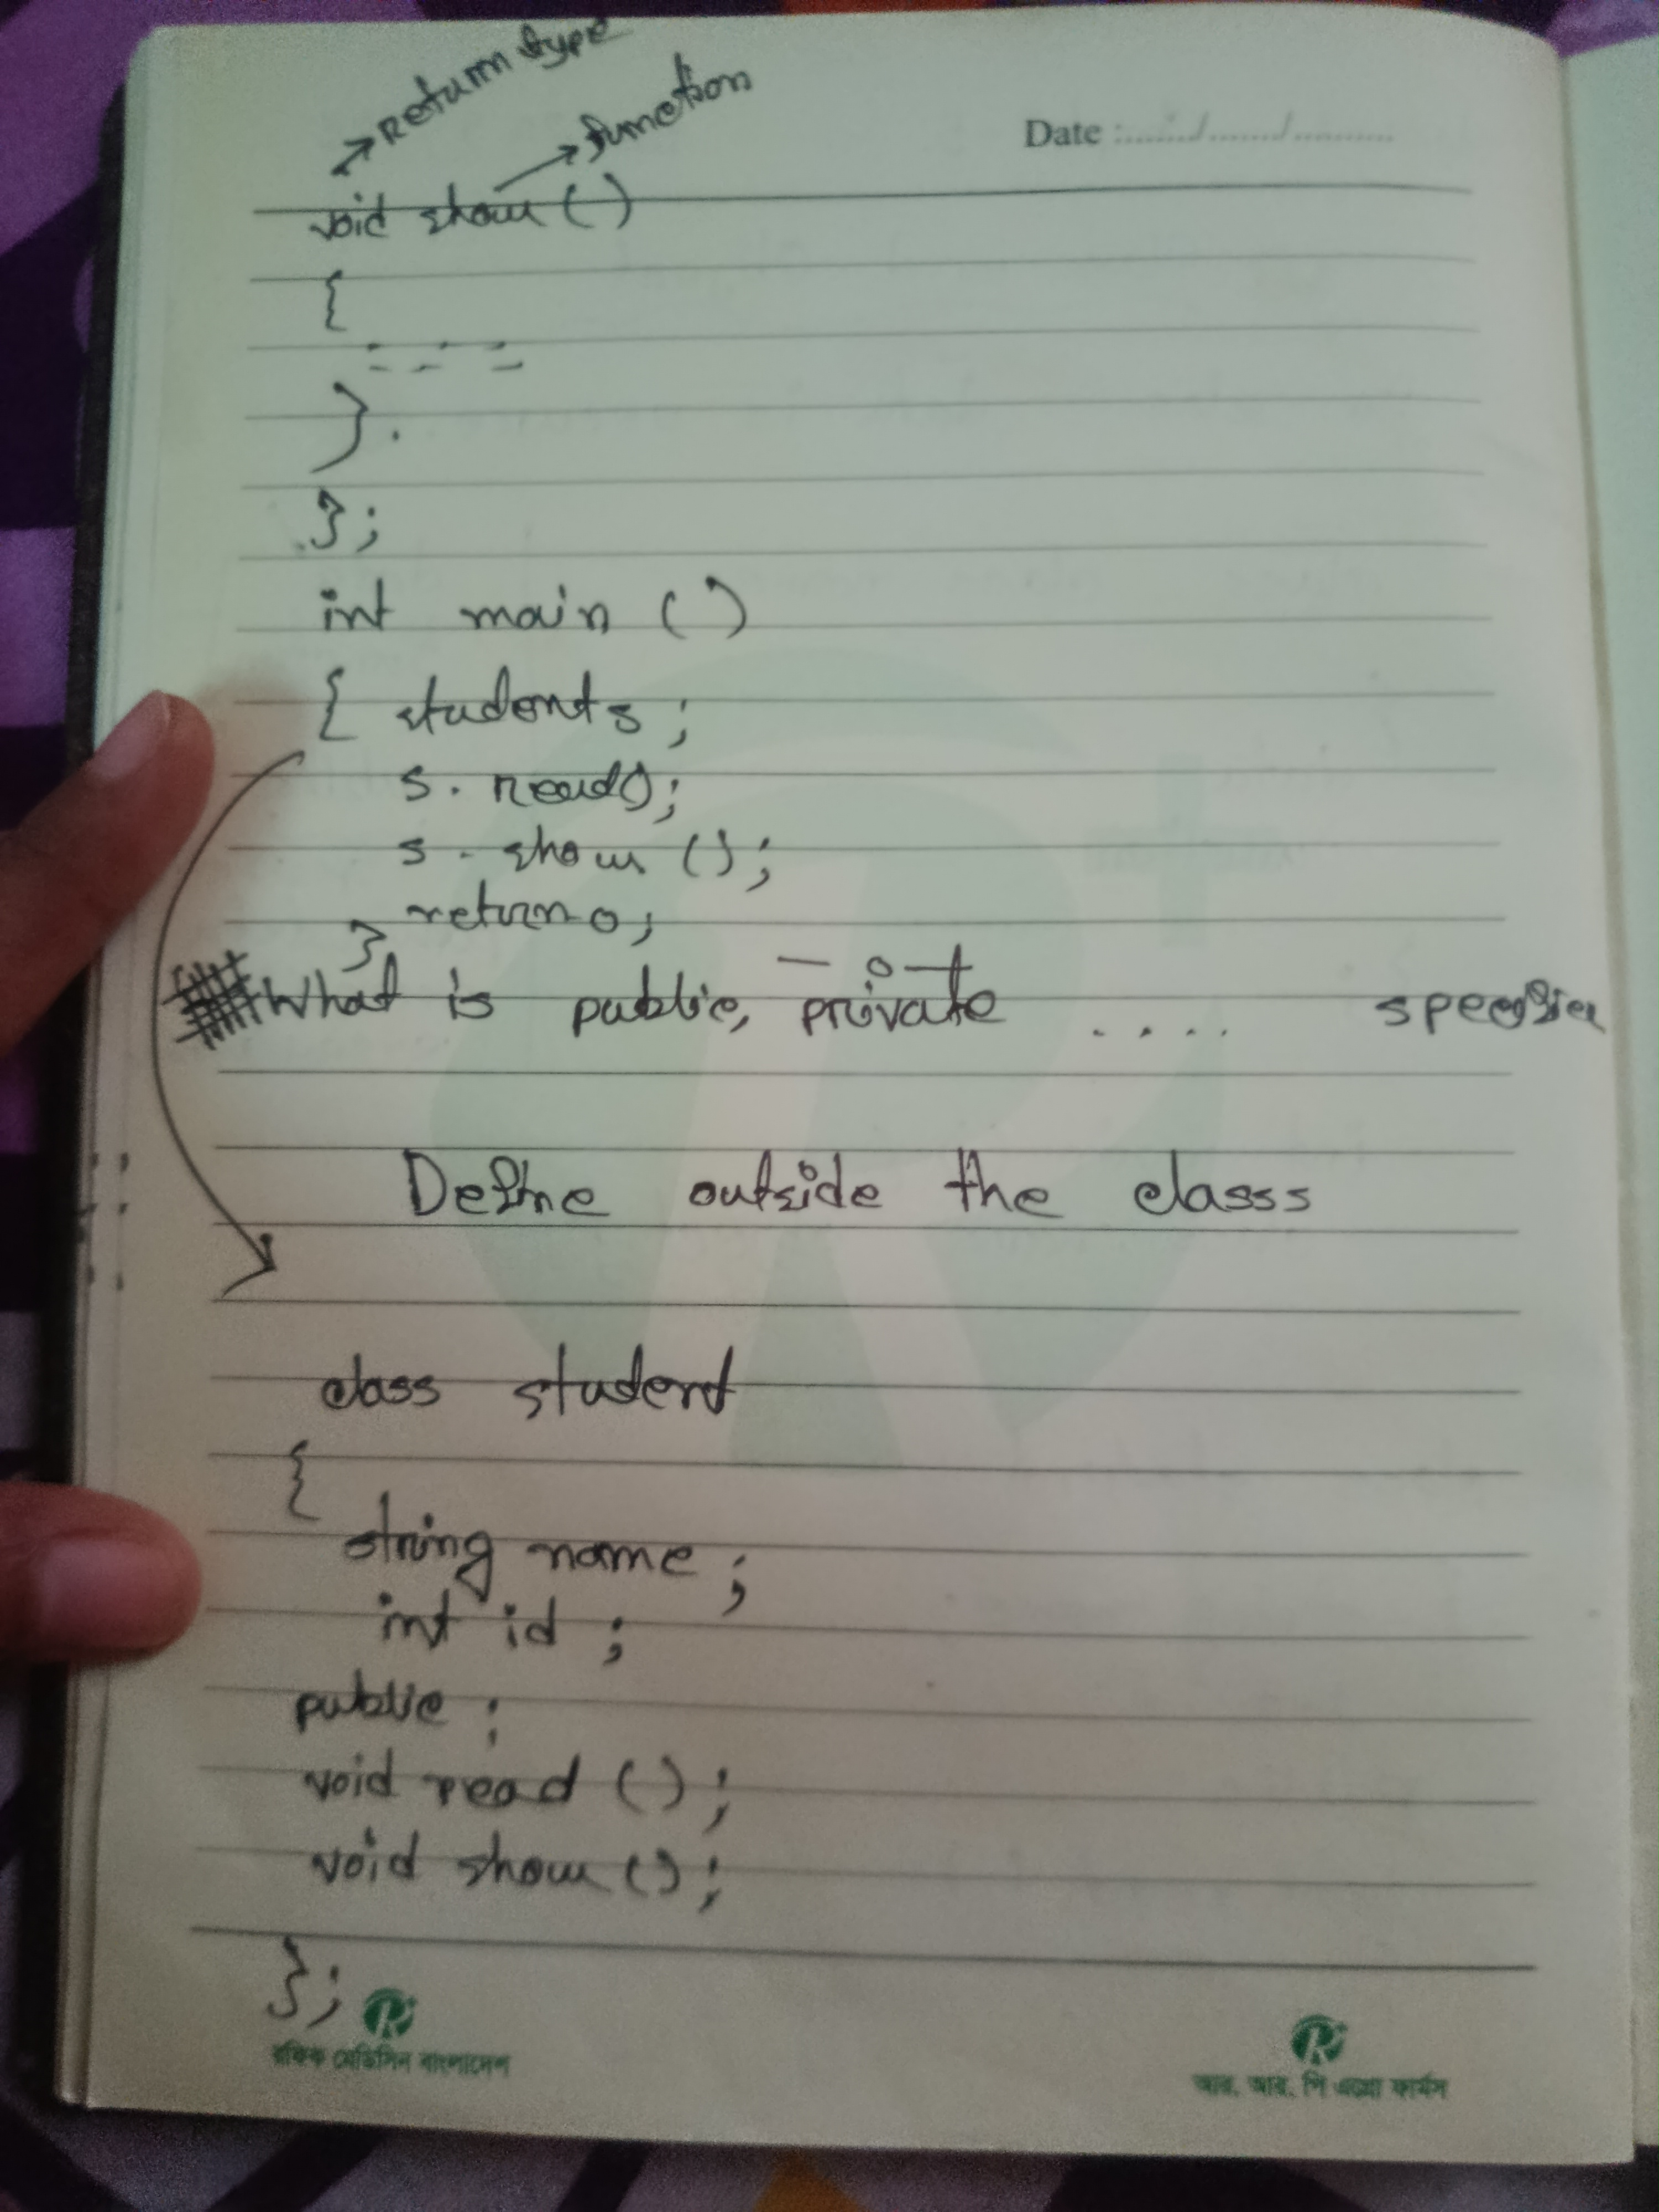 return type
function
Date :....../......./..........
void show ( )
{
- - -
- - =
}.
};
int main ( )
{ student s ;
s. read();
s. show ();
return 0;
}
— o —
What is public, private .... specifier
Define outside the classs
class student
{
string name ;
int id ;
public :
void read () ;
void show () ;
};
R
R
রফিক মেডিসিন বাংলাদেশ
আর. আর. পি এগ্রো ফার্মস